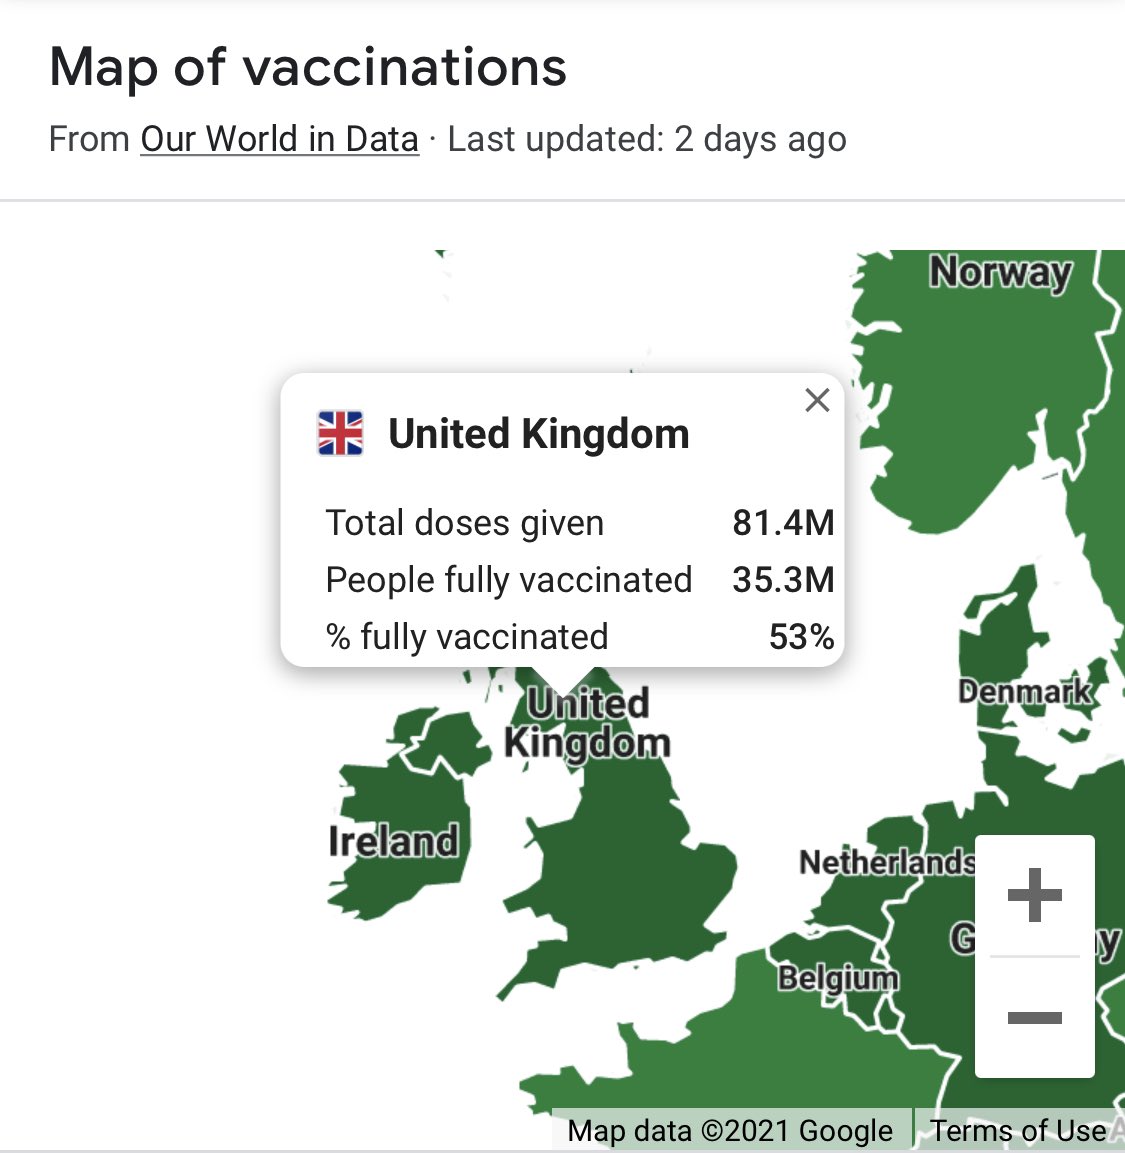 Map of vaccinations
From Our World in Data · Last updated: 2 days ago
Norway
United Kingdom
Total doses given 81.4M
People fully vaccinated 35.3M
% fully vaccinated 53%
United
Kingdom
Denmark
Ireland
Netherlands
Belgium
Map data ©2021 Google
Terms of Use